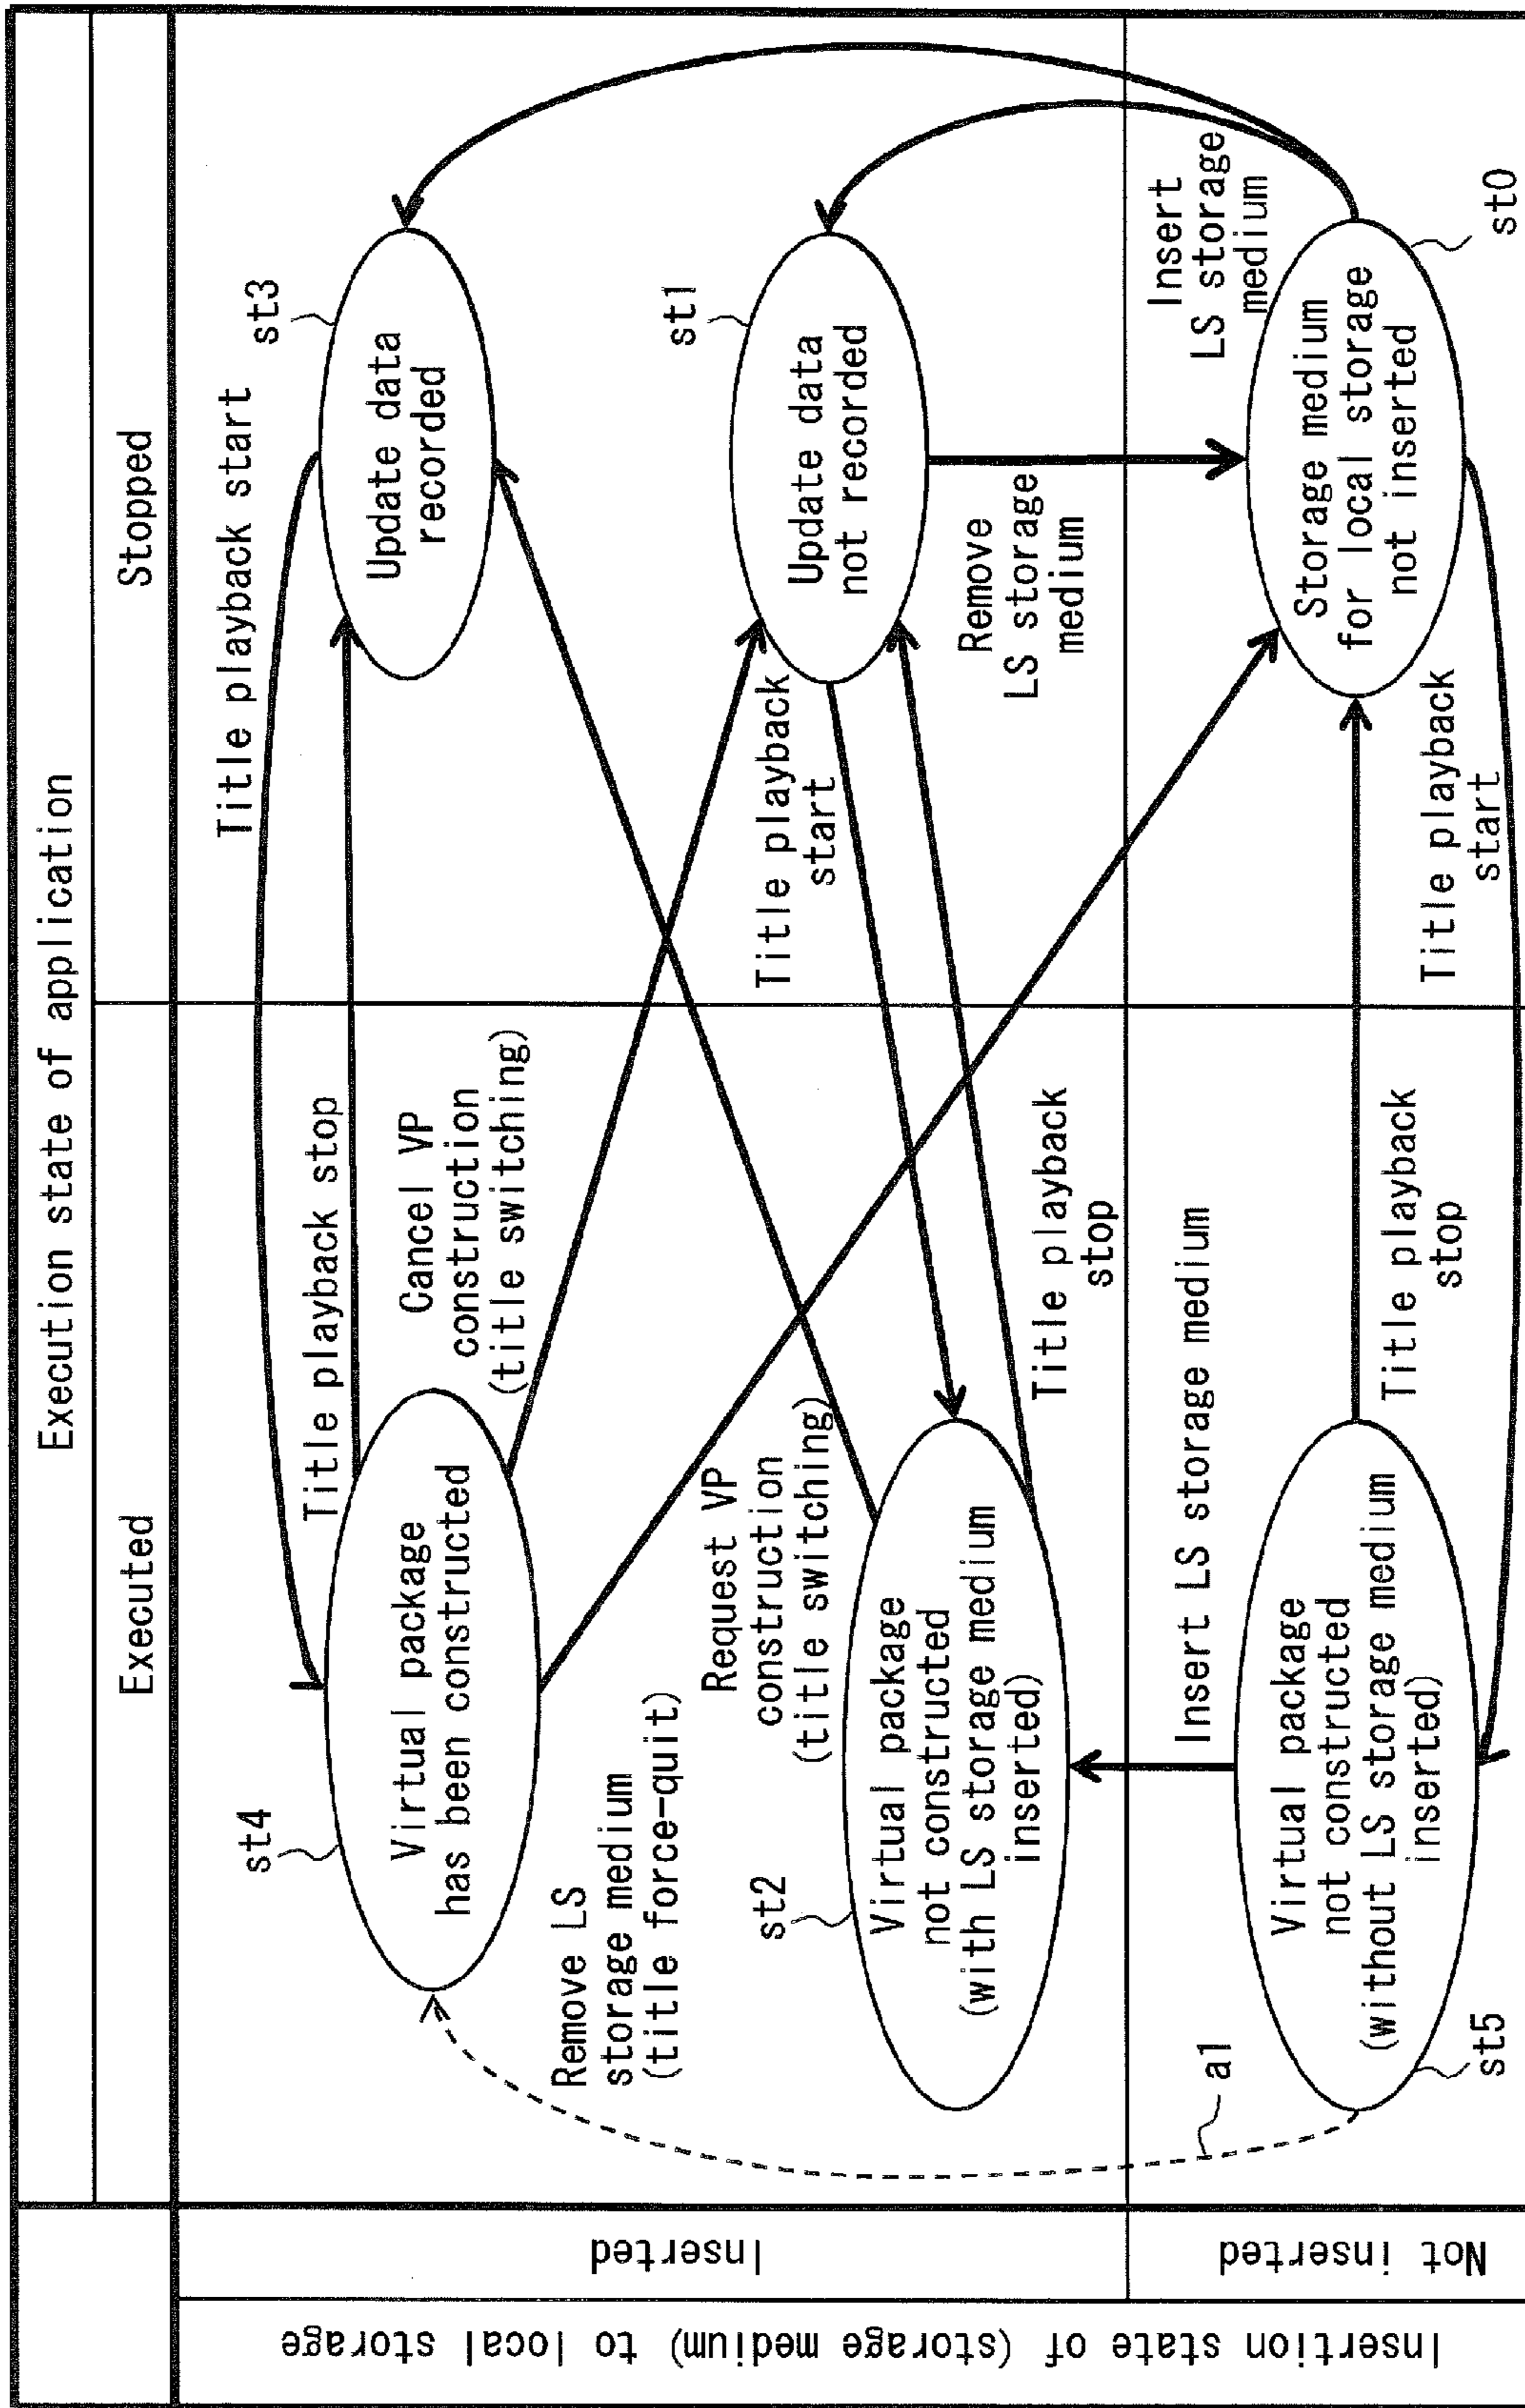 Execution state of application
Executed
Stopped
Insertion state of (storage medium) to local storage
Inserted
Not inserted
st4
Virtual package
has been constructed
Title playback start
Title playback stop
st3
Update data
recorded
Cancel VP
construction
(title switching)
Remove LS
storage medium
(title force-quit)
st2
Virtual package
not constructed
(with LS storage medium
inserted)
Request VP
construction
(title switching)
Title playback
start
st1
Update data
not recorded
Title playback
stop
Remove
LS storage
medium
Insert
LS storage
medium
a1
Insert LS storage medium
st5
Virtual package
not constructed
(without LS storage medium
inserted)
Title playback
stop
Title playback
start
st0
Storage medium
for local storage
not inserted